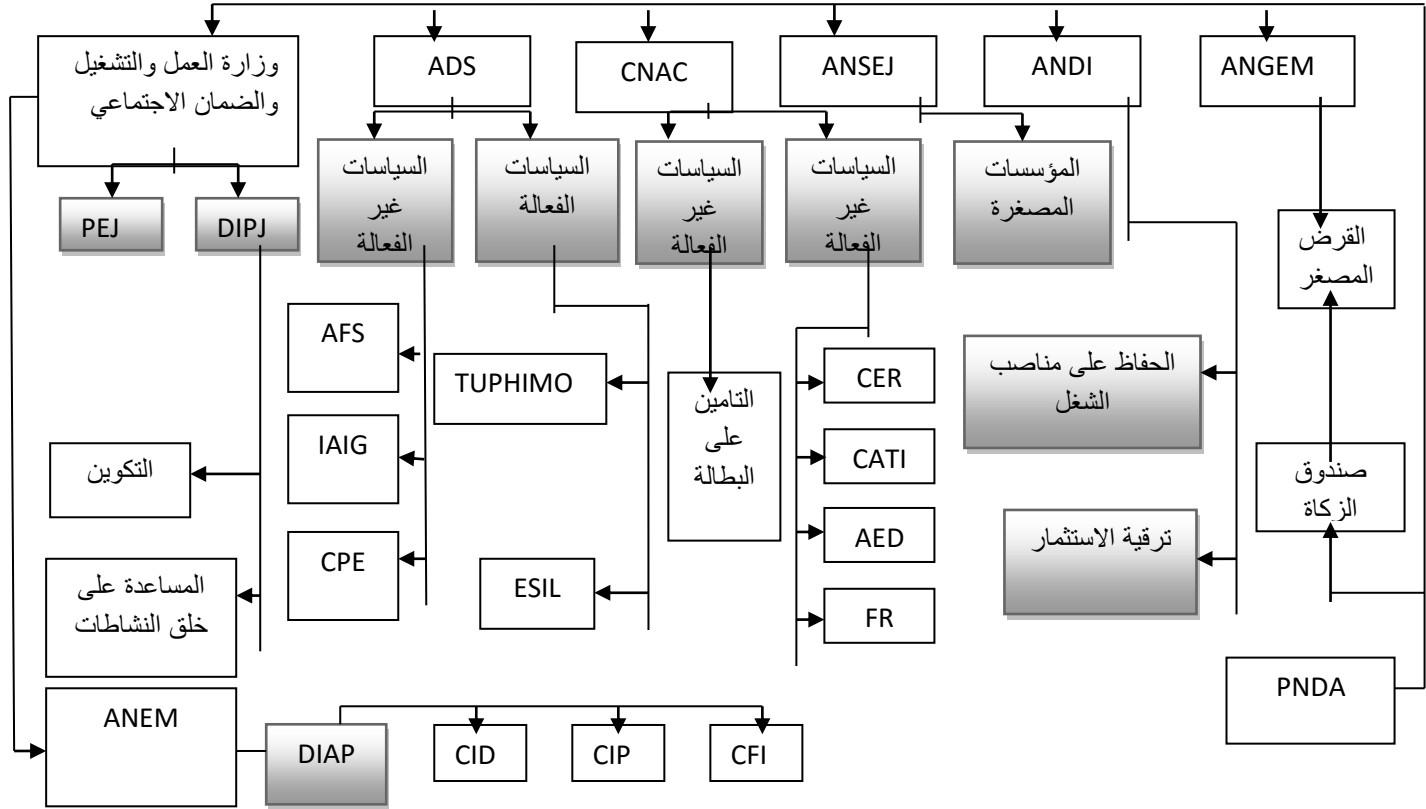 وزارة العمل والتشغيل
والضمان الاجتماعي
ADS
CNAC
ANSEJ
ANDI
ANGEM
PEJ
DIPJ
السياسات
غير
الفعالة
السياسات
الفعالة
السياسات
غير
الفعالة
السياسات
غير
الفعالة
المؤسسات
المصغرة
القرض
المصغر
AFS
IAIG
CPE
TUPHIMO
ESIL
التامين
على
البطالة
CER
CATI
AED
FR
الحفاظ على مناصب
الشغل
ترقية الاستثمار
صندوق
الزكاة
التكوين
المساعدة على
خلق النشاطات
PNDA
ANEM
DIAP
CID
CIP
CFI